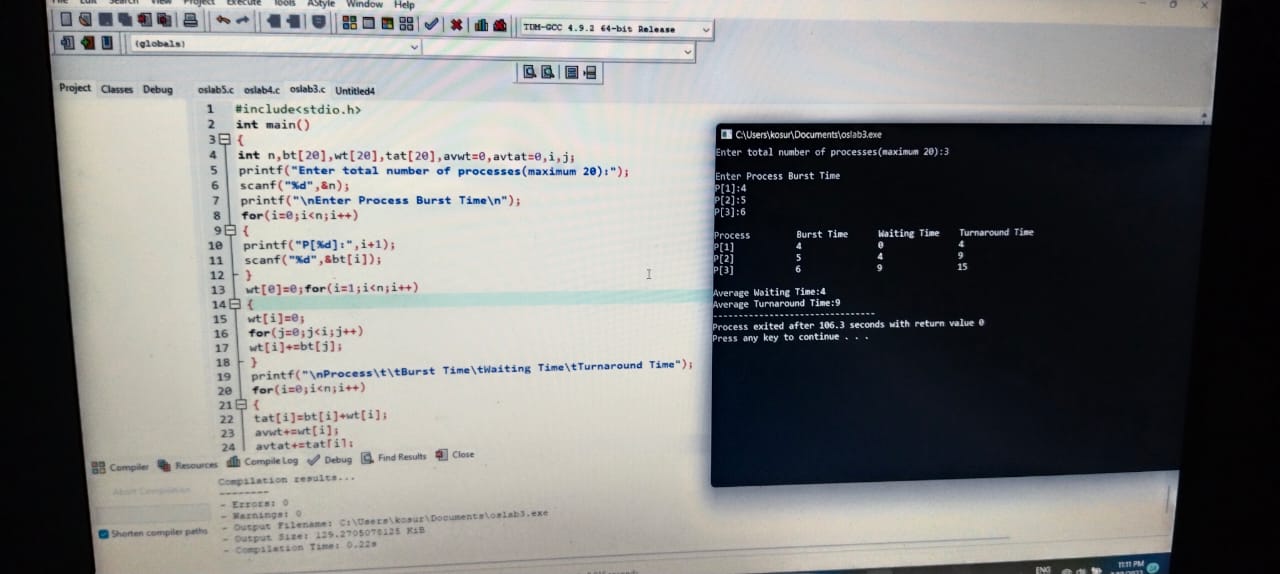 File Edit Search View Project Execute Tools AStyle Window Help
TDM-GCC 4.9.2 64-bit Release
(globals)
Project Classes Debug
oslab5.c oslab4.c oslab3.c Untitled4
1 #include<stdio.h>
2 int main()
3 {
4 int n,bt[20],wt[20],tat[20],avwt=0,avtat=0,i,j;
5 printf("Enter total number of processes(maximum 20):");
6 scanf("%d",&n);
7 printf("\nEnter Process Burst Time\n");
8 for(i=0;i<n;i++)
9 {
10 printf("P[%d]:",i+1);
11 scanf("%d",&bt[i]);
12 }
13 wt[0]=0;for(i=1;i<n;i++)
14 {
15 wt[i]=0;
16 for(j=0;j<i;j++)
17 wt[i]+=bt[j];
18 }
19 printf("\nProcess\t\tBurst Time\tWaiting Time\tTurnaround Time");
20 for(i=0;i<n;i++)
21 {
22 tat[i]=bt[i]+wt[i];
23 avwt+=wt[i];
24 avtat+=tat[i];
Compiler Resources Compile Log Debug Find Results Close
Abort Compilation
Shorten compiler paths
Compilation results...
--------
- Errors: 0
- Warnings: 0
- Output Filename: C:\Users\kosur\Documents\oslab3.exe
- Output Size: 129.2705078125 KiB
- Compilation Time: 0.22s
C:\Users\kosur\Documents\oslab3.exe
Enter total number of processes(maximum 20):3
Enter Process Burst Time
P[1]:4
P[2]:5
P[3]:6
Process Burst Time Waiting Time Turnaround Time
P[1] 4 0 4
P[2] 5 4 9
P[3] 6 9 15
Average Waiting Time:4
Average Turnaround Time:9
--------------------------------
Process exited after 106.3 seconds with return value 0
Press any key to continue . . .
ENG
11:11 PM